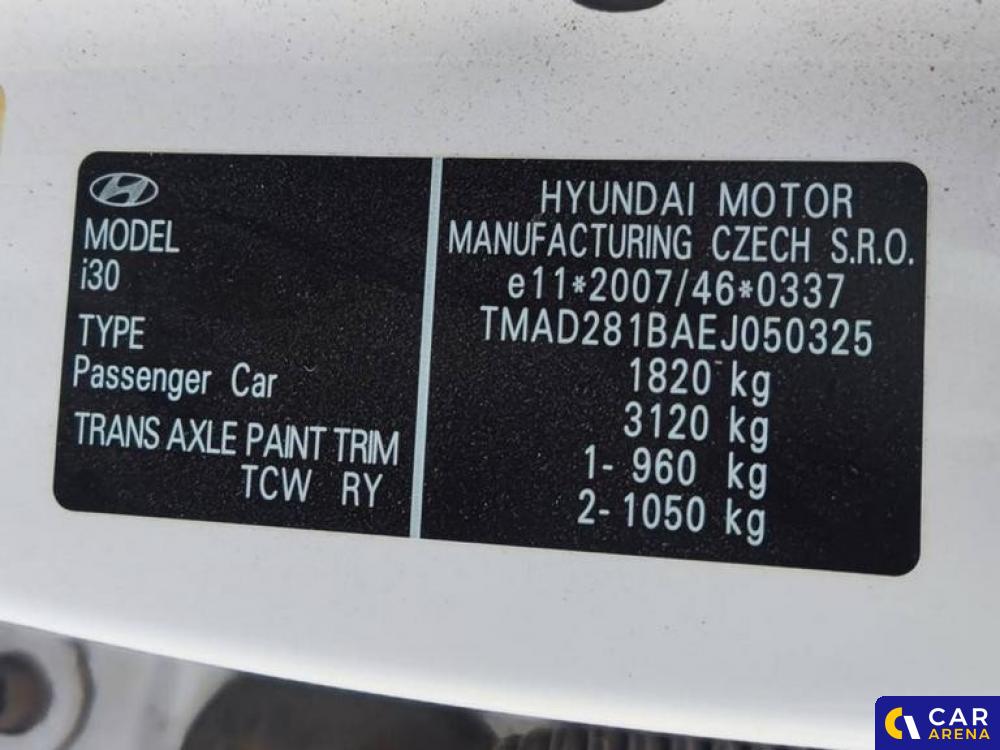 MODEL
i30
TYPE
Passenger Car
TRANS AXLE PAINT TRIM
TCW RY
HYUNDAI MOTOR
MANUFACTURING CZECH S.R.O.
e11*2007/46*0337
TMAD281BAEJ050325
1820 kg
3120 kg
1- 960 kg
2- 1050 kg
CAR
ARENA